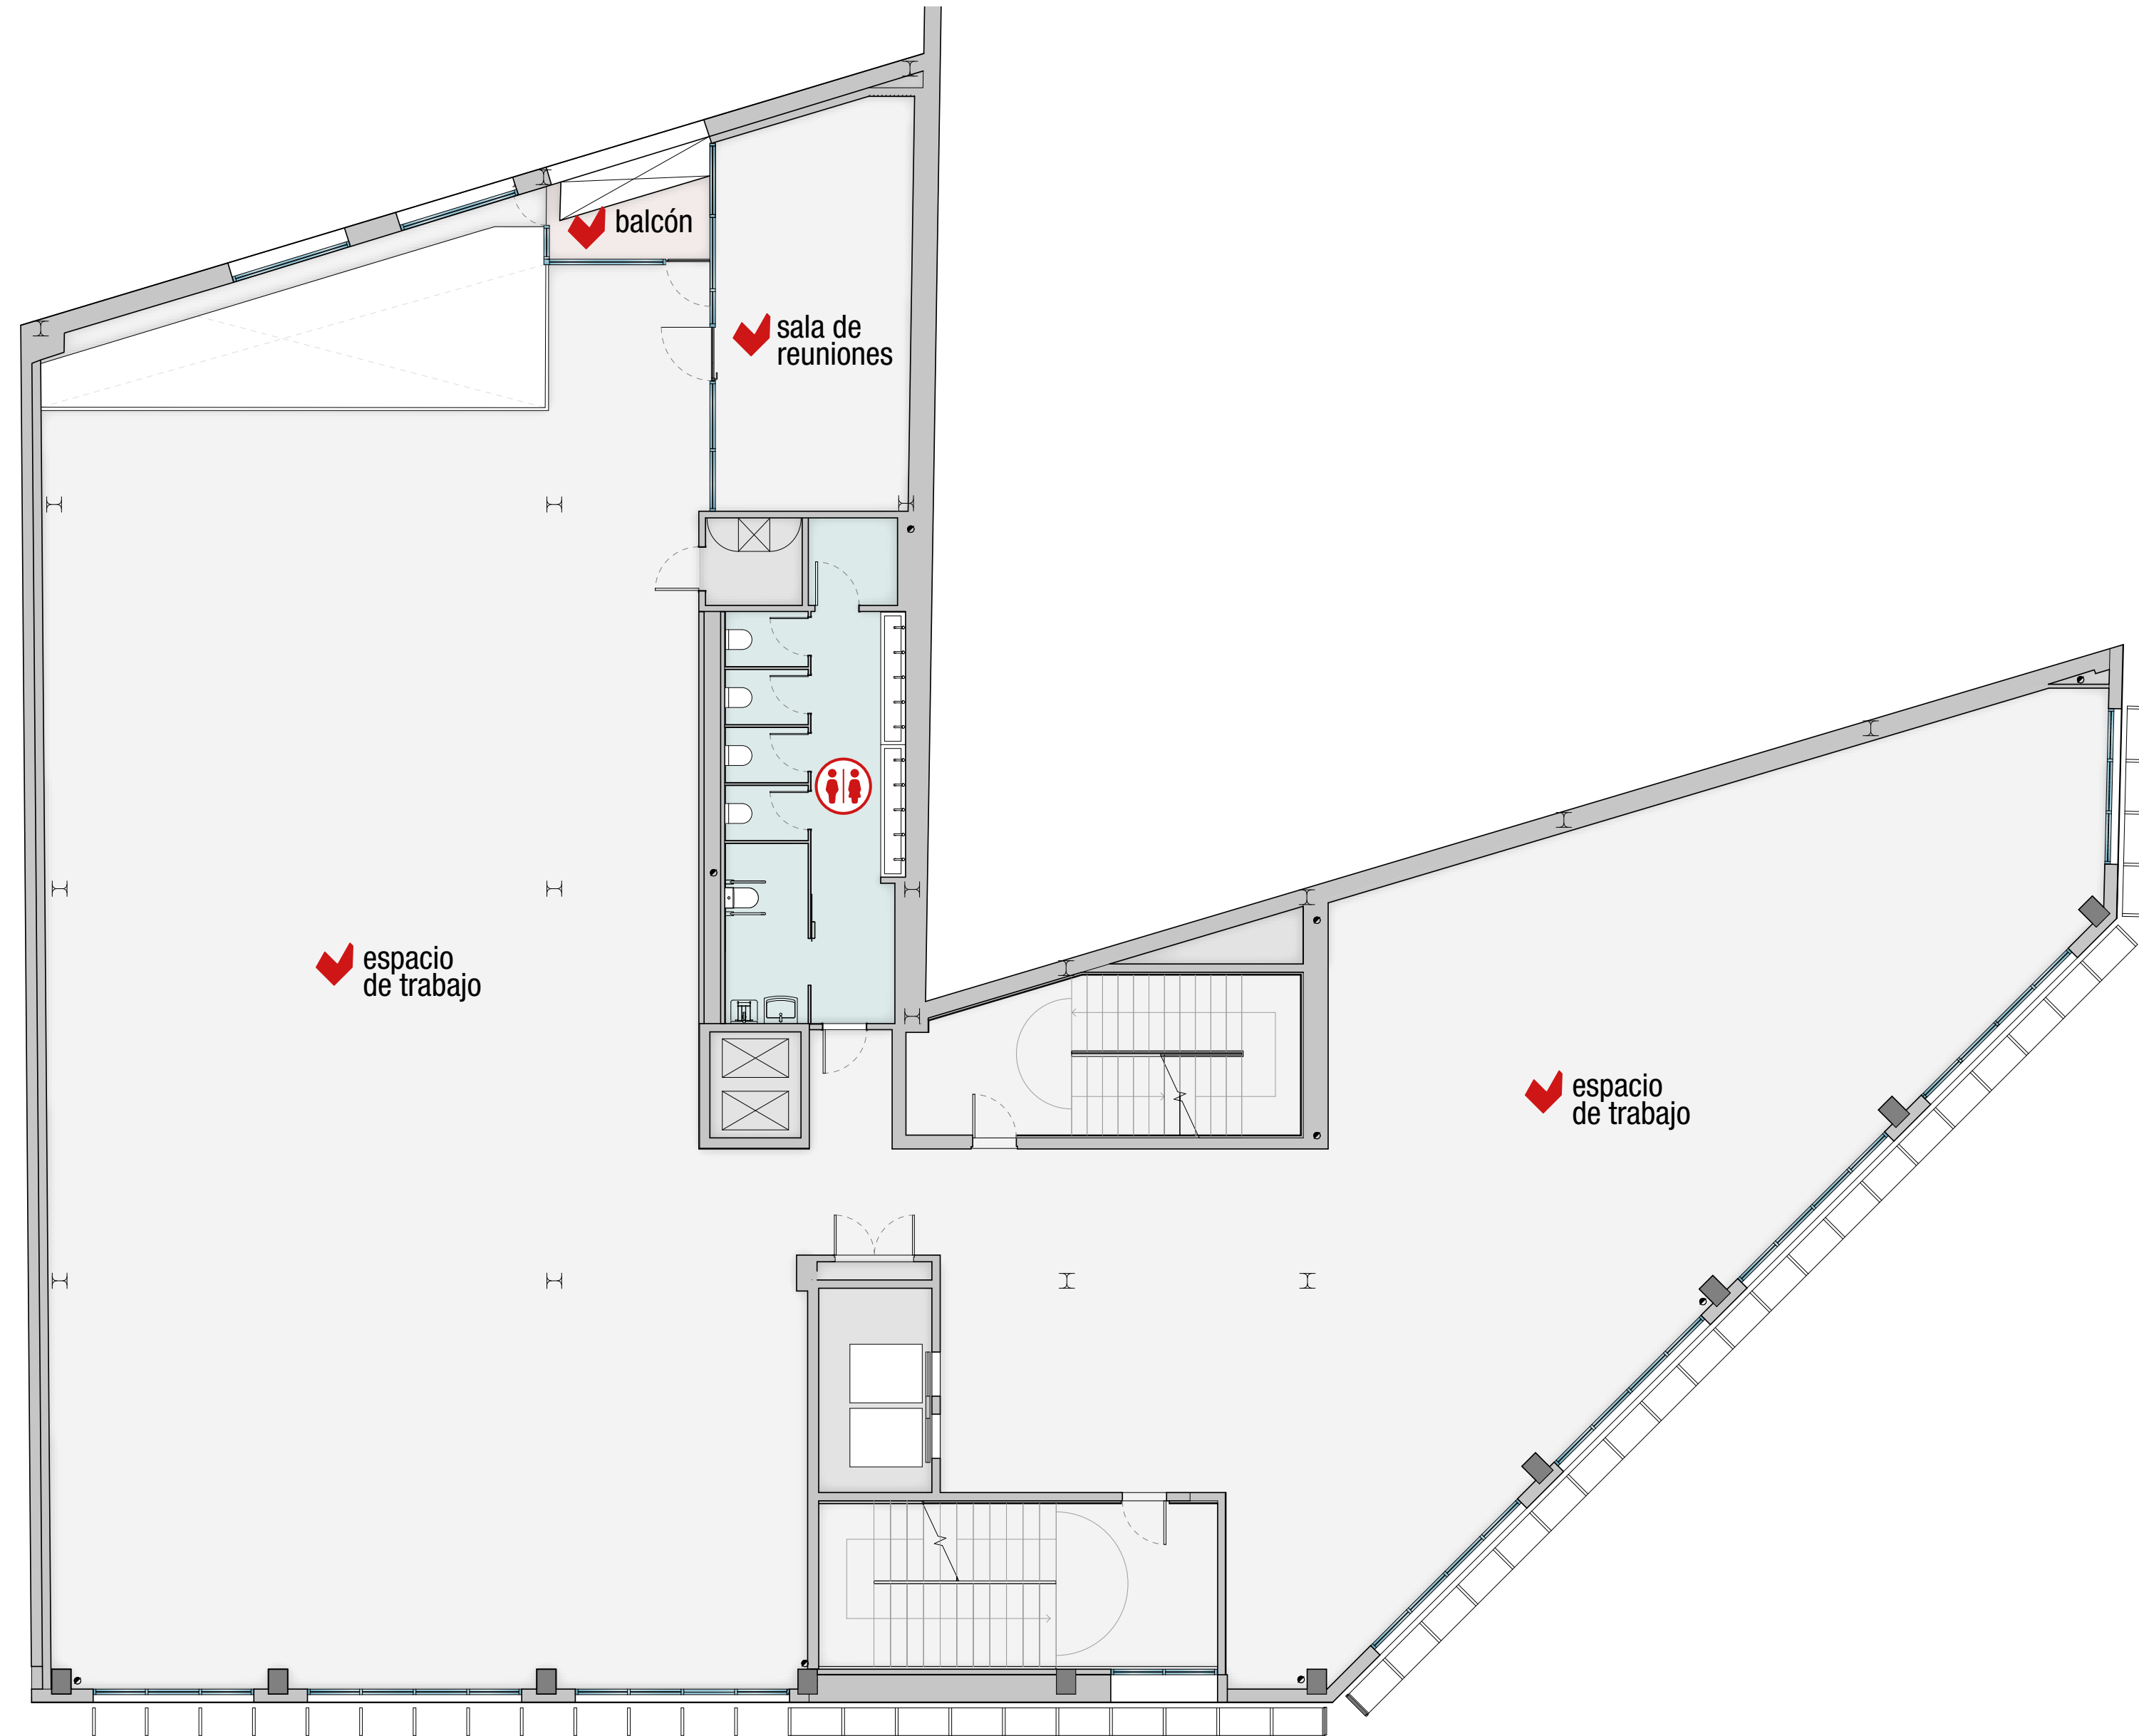 balcón
sala de
reuniones
espacio
de trabajo
espacio
de trabajo